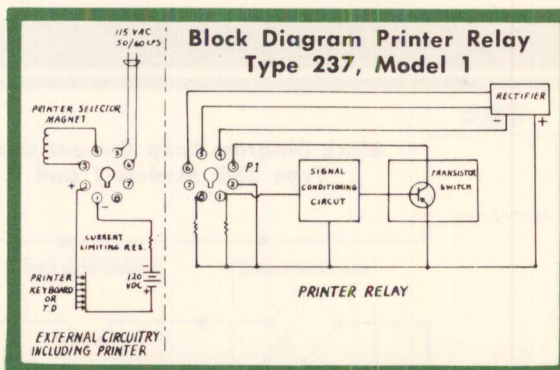 Block Diagram Printer Relay
Type 237, Model 1
115 VAC
50/60 CPS
PRINTER SELECTOR
MAGNET
4
5
3
6
2
7
1
8
+
-
CURRENT
LIMITING RES.
120
VDC
-
+
PRINTER
KEYBOARD
OR
TD
EXTERNAL CIRCUITRY
INCLUDING PRINTER
RECTIFIER
-
+
5
4
6
3
P1
7
2
8
1
SIGNAL
CONDITIONING
CIRCUT
TRANSISTOR
SWITCH
PRINTER RELAY